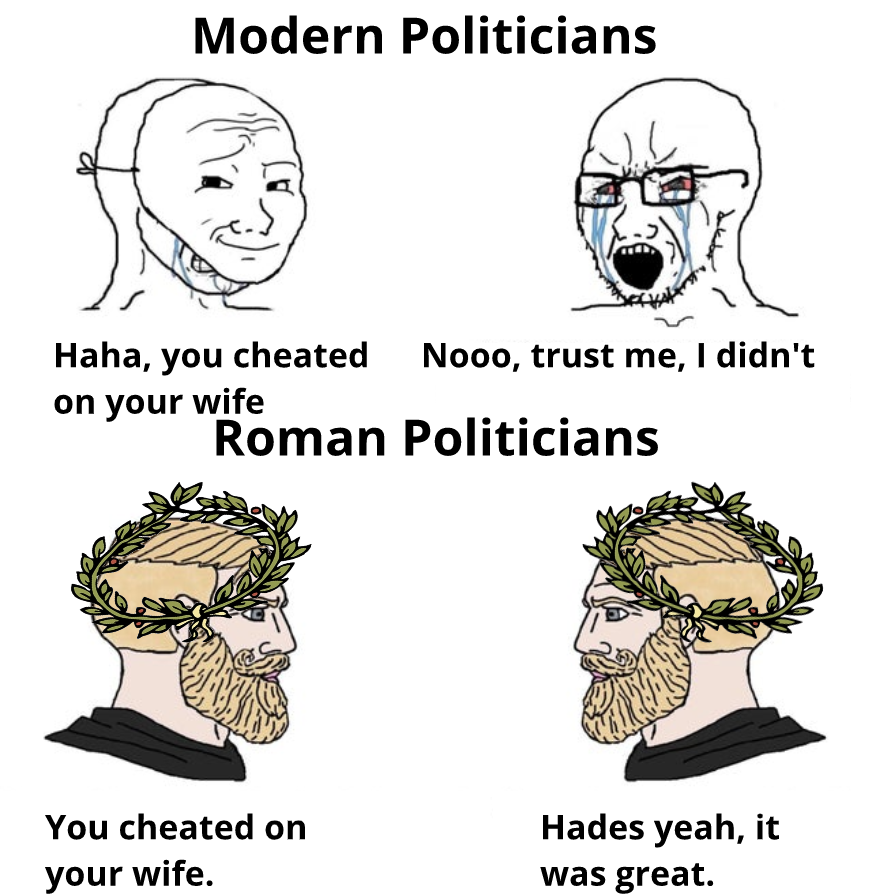 Modern Politicians
Haha, you cheated
on your wife
Nooo, trust me, I didn't
Roman Politicians
You cheated on
your wife.
Hades yeah, it
was great.